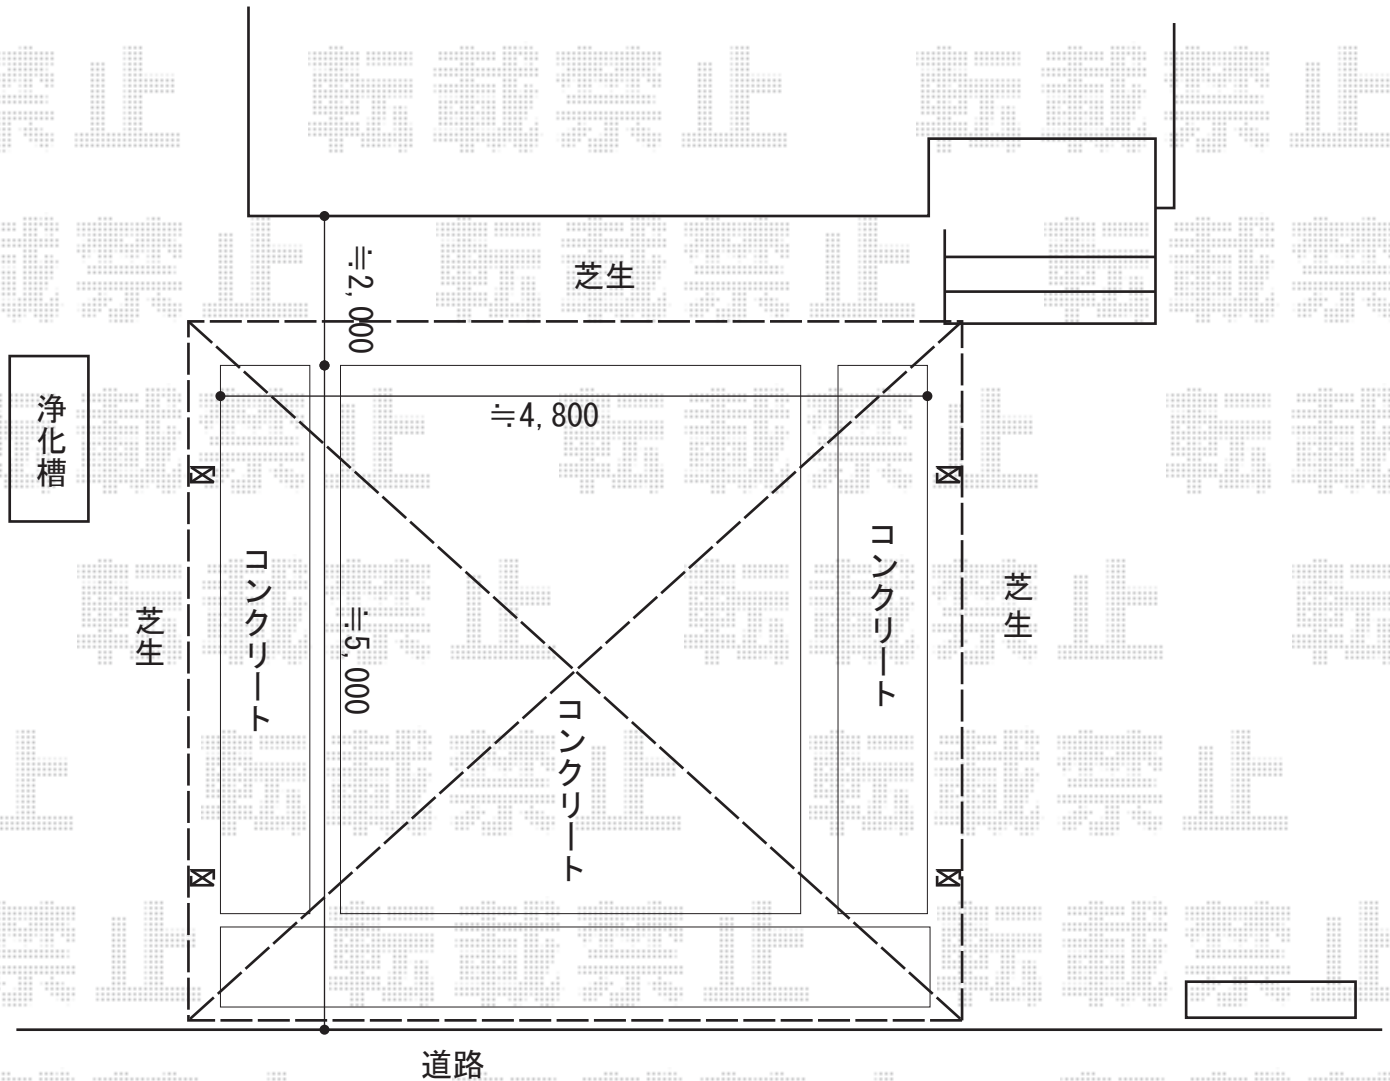 転載禁止
≒2,000
芝生
浄化槽
≒4,800
コンクリート
コンクリート
芝生
芝生
≒5,000
コンクリート
道路